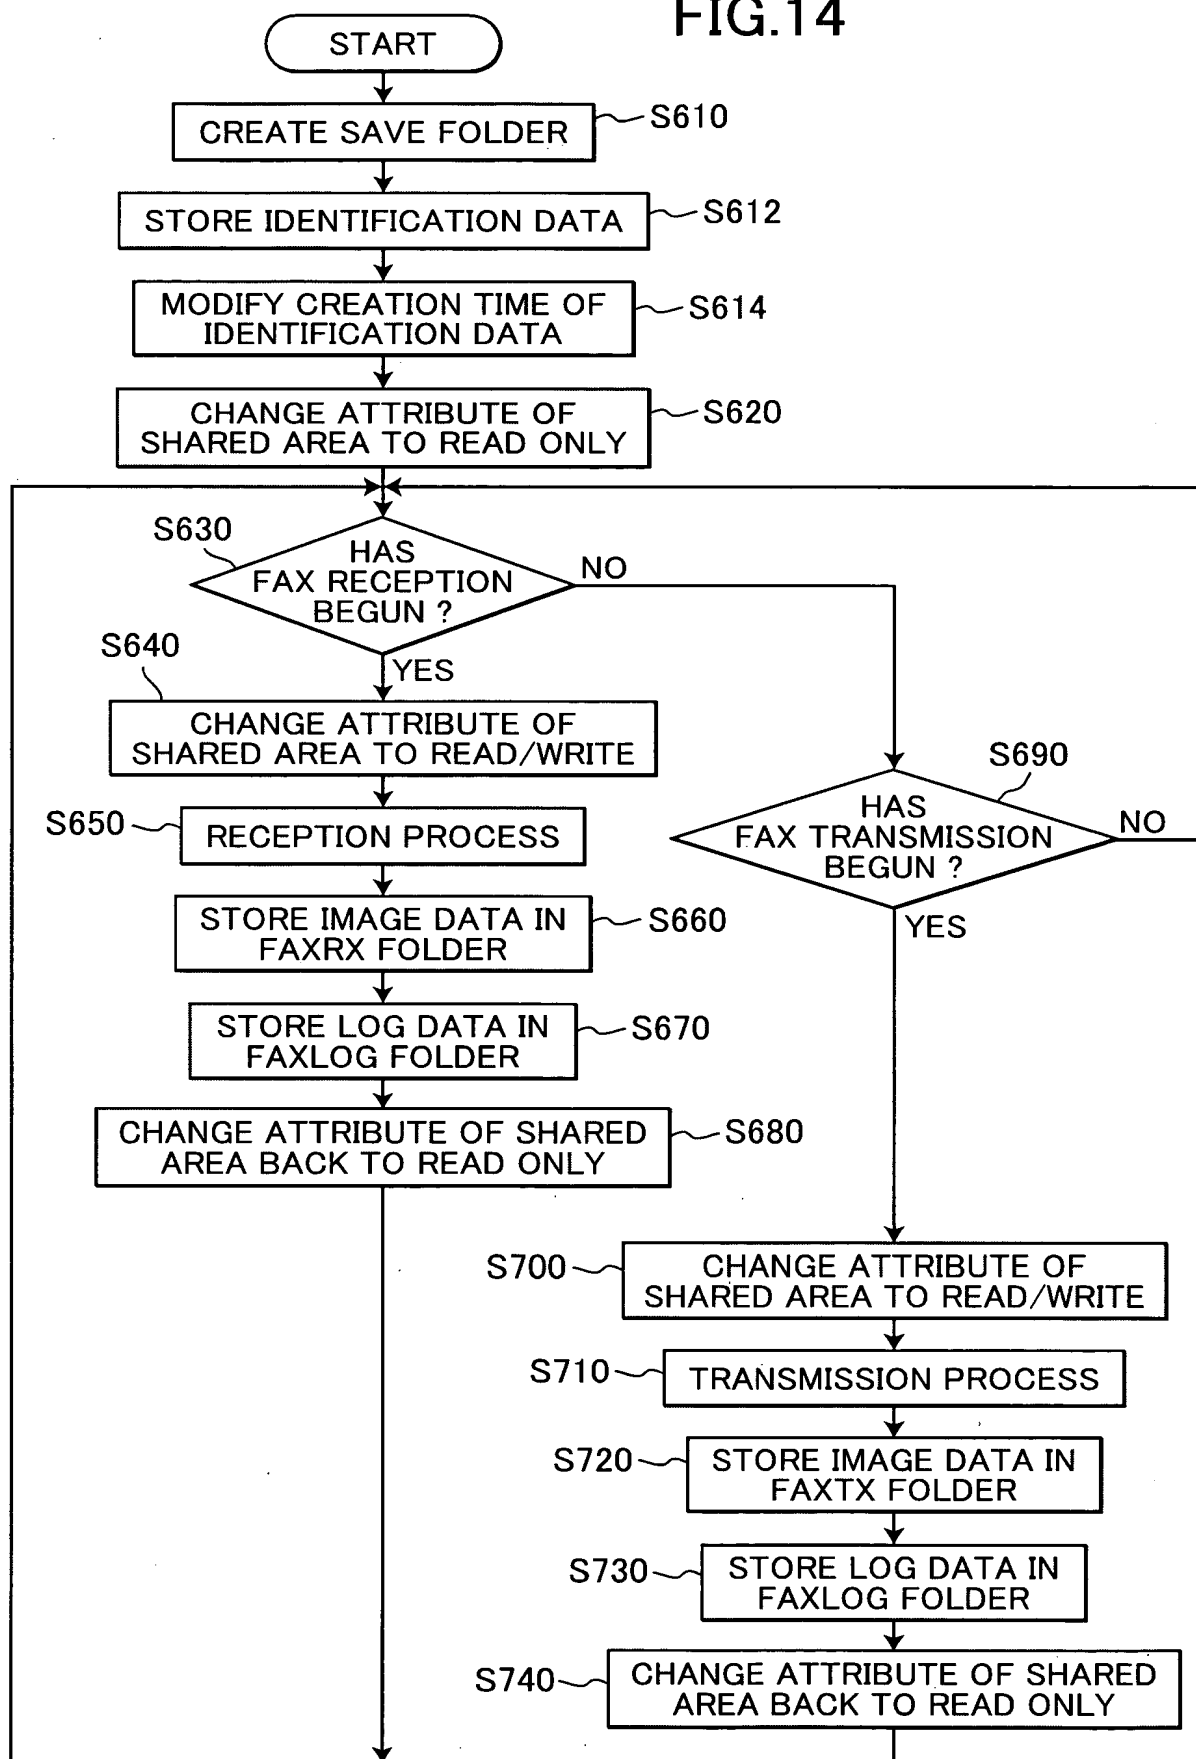 FIG.14
START
CREATE SAVE FOLDER
S610
STORE IDENTIFICATION DATA
S612
MODIFY CREATION TIME OF
IDENTIFICATION DATA
S614
CHANGE ATTRIBUTE OF
SHARED AREA TO READ ONLY
S620
S630
HAS
FAX RECEPTION
BEGUN ?
NO
YES
S640
CHANGE ATTRIBUTE OF
SHARED AREA TO READ/WRITE
S650
RECEPTION PROCESS
STORE IMAGE DATA IN
FAXRX FOLDER
S660
STORE LOG DATA IN
FAXLOG FOLDER
S670
CHANGE ATTRIBUTE OF SHARED
AREA BACK TO READ ONLY
S680
S690
HAS
FAX TRANSMISSION
BEGUN ?
NO
YES
S700
CHANGE ATTRIBUTE OF
SHARED AREA TO READ/WRITE
S710
TRANSMISSION PROCESS
S720
STORE IMAGE DATA IN
FAXTX FOLDER
S730
STORE LOG DATA IN
FAXLOG FOLDER
S740
CHANGE ATTRIBUTE OF SHARED
AREA BACK TO READ ONLY